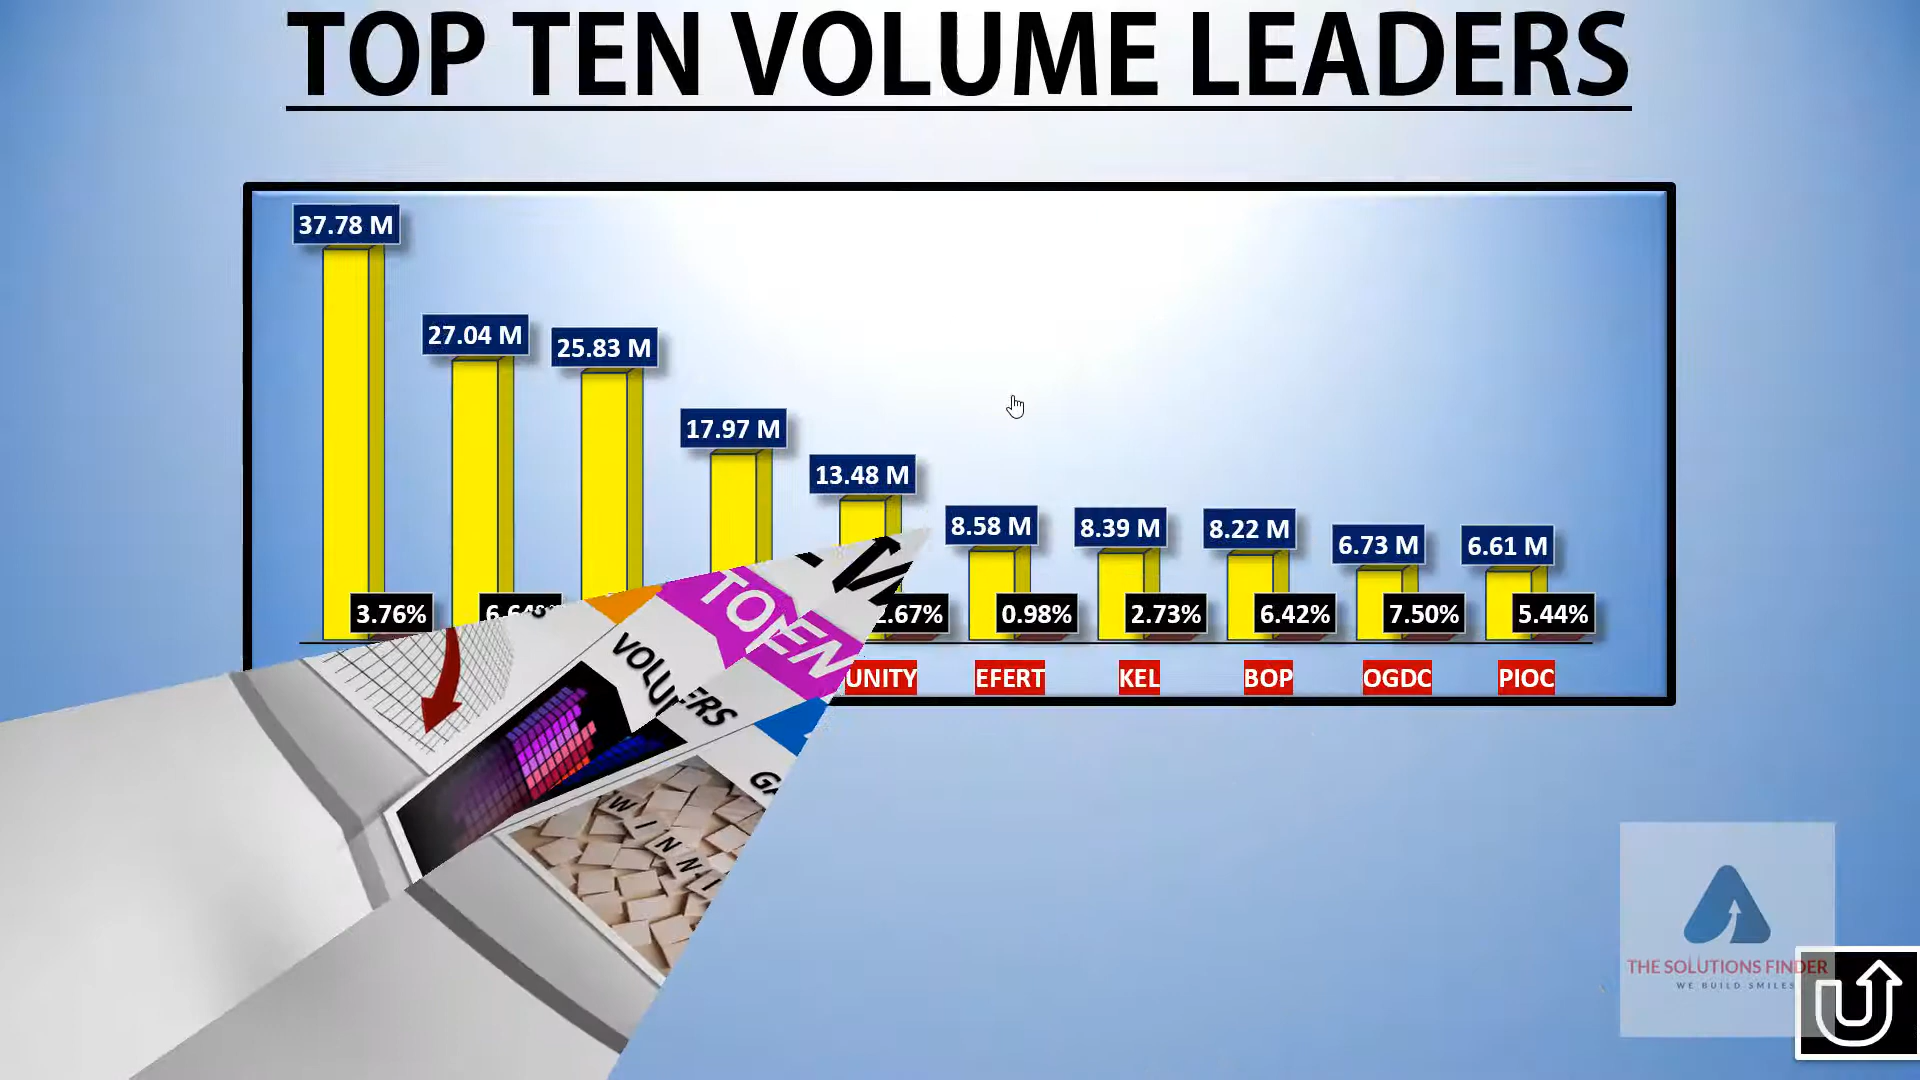 TOP TEN VOLUME LEADERS
37.78 M
27.04 M
25.83 M
17.97 M
13.48 M
8.58 M
8.39 M
8.22 M
6.73 M
6.61 M
3.76%
.67%
0.98%
2.73%
6.42%
7.50%
5.44%
UNITY
EFERT
KEL
BOP
OGDC
PIOC
THE SOLUTIONS FINDER
WE BUILD SMILES